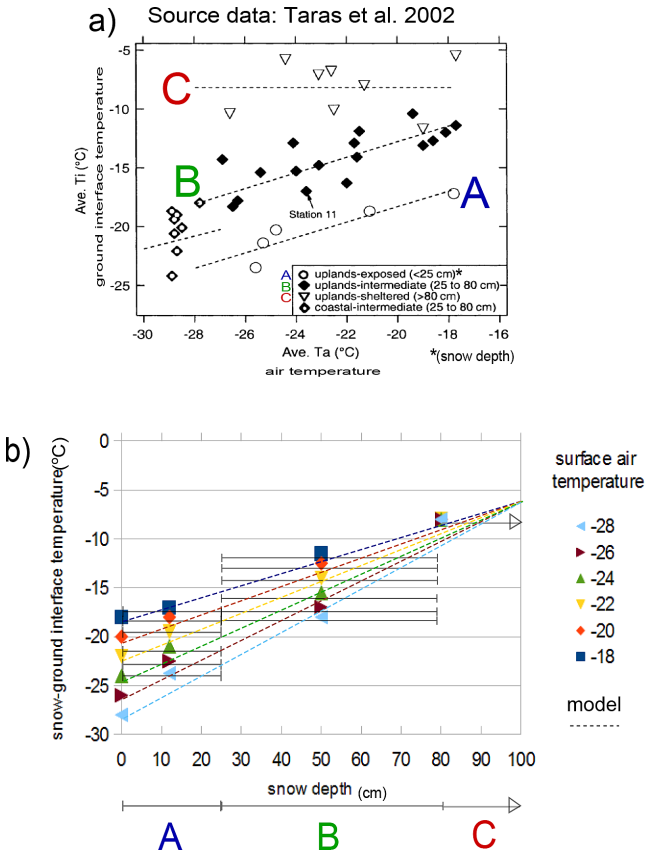 a) Source data: Taras et al. 2002
Ave. Ti (°C)
ground interface temperature
-5
-10
-15
-20
-25
C
B
A
Station 11
A uplands-exposed (<25 cm)*
B uplands-intermediate (25 to 80 cm)
C uplands-sheltered (>80cm)
coastal-intermediate (25 to 80 cm)
-30 -28 -26 -24 -22 -20 -18 -16
Ave. Ta (°C)
air temperature
*(snow depth)
b)
snow-ground interface temperature(°C)
0
-5
-10
-15
-20
-25
-30
0 10 20 30 40 50 60 70 80 90 100
snow depth (cm)
A B C
surface air
temperature
-28
-26
-24
-22
-20
-18
model